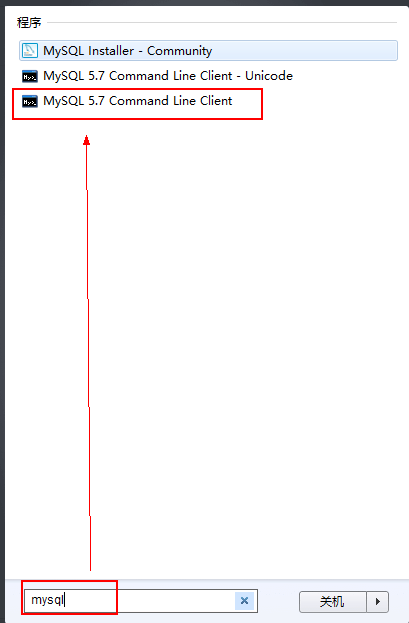 程序
MySQL Installer - Community
MySQL 5.7 Command Line Client - Unicode
MySQL 5.7 Command Line Client
mysql
关机